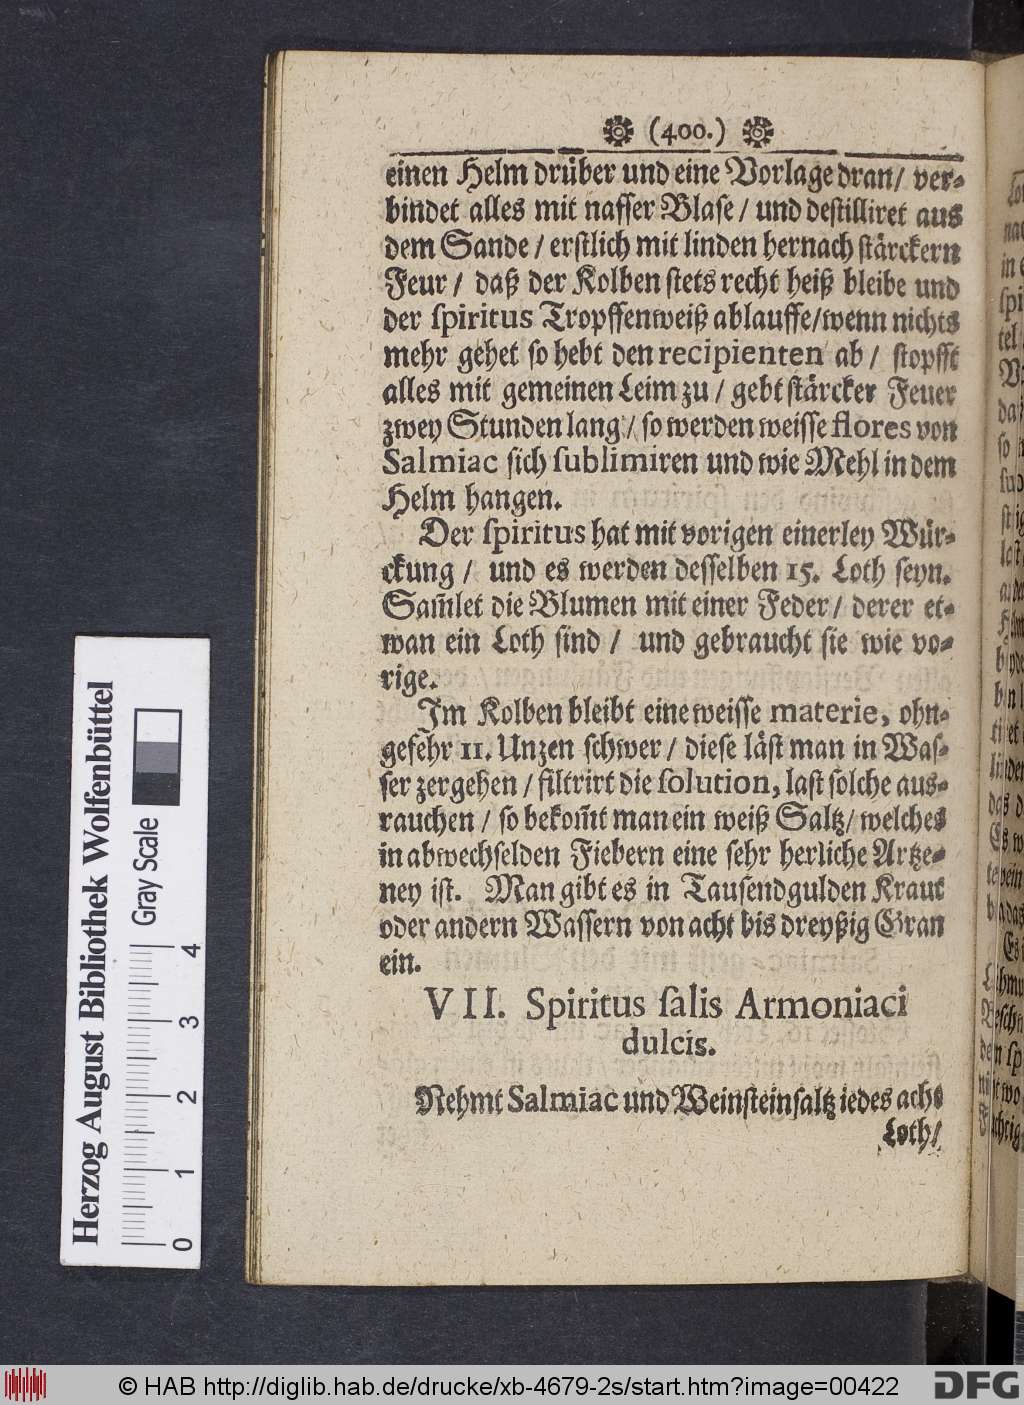 (400.)
einen Helm drüber und eine Vorlage dran/ ver-
bindet alles mit nasser Blase / und destilliret aus
dem Sande / erstlich mit linden hernach stärckern
Feur / daß der Kolben stets recht heiß bleibe und
der ſpiritus Tropffenweiß ablauffe/wenn nichts
mehr gehet so hebt den recipienten ab / stopfft
alles mit gemeinen Leim zu / gebt stärcker Feuer
zwey Stunden lang / so werden weisse flores von
Salmiac sich ſublimiren und wie Mehl in dem
Helm hangen.
Der ſpiritus hat mit vorigen einerley Wür-
ckung / und es werden desselben 15. Loth seyn.
Sam̃let die Blumen mit einer Feder / derer et-
wan ein Loth sind / und gebraucht sie wie vo-
rige.
Im Kolben bleibt eine weisse materie, ohn-
gefehr 11. Unzen schwer / diese läst man in Was-
ser zergehen / filtrirt die ſolution, last solche aus-
rauchen / so bekom̃t man ein weiß Saltz/ welches
in abwechselden Fiebern eine sehr herliche Artze-
ney ist. Man gibt es in Tausendgulden Kraut
oder andern Wassern von acht bis dreyßig Gran
ein.
VII. Spiritus ſalis Armoniaci
dulcis.
Nehmt Salmiac und Weinsteinsaltz iedes acht
Loth/
Herzog August Bibliothek Wolfenbüttel
Gray Scale
0 1 2 3 4
© HAB http://diglib.hab.de/drucke/xb-4679-2s/start.htm?image=00422
DFG